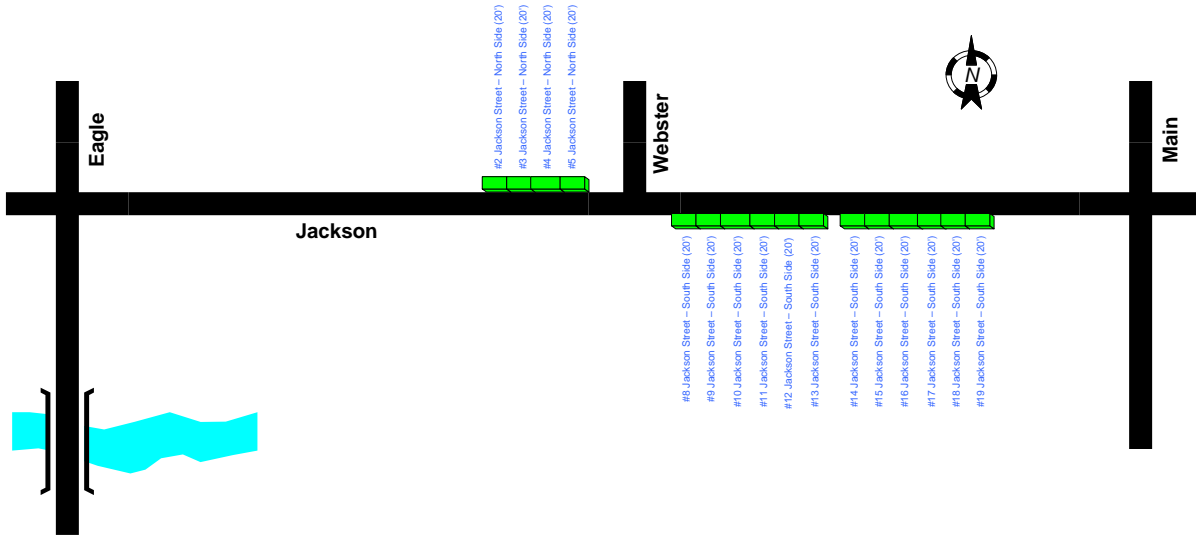 #2 Jackson Street – North Side (20')
#3 Jackson Street – North Side (20')
#4 Jackson Street – North Side (20')
#5 Jackson Street – North Side (20')
N
Eagle
Webster
Main
Jackson
#8 Jackson Street – South Side (20')
#9 Jackson Street – South Side (20')
#10 Jackson Street – South Side (20')
#11 Jackson Street – South Side (20')
#12 Jackson Street – South Side (20')
#13 Jackson Street – South Side (20')
#14 Jackson Street – South Side (20')
#15 Jackson Street – South Side (20')
#16 Jackson Street – South Side (20')
#17 Jackson Street – South Side (20')
#18 Jackson Street – South Side (20')
#19 Jackson Street – South Side (20')